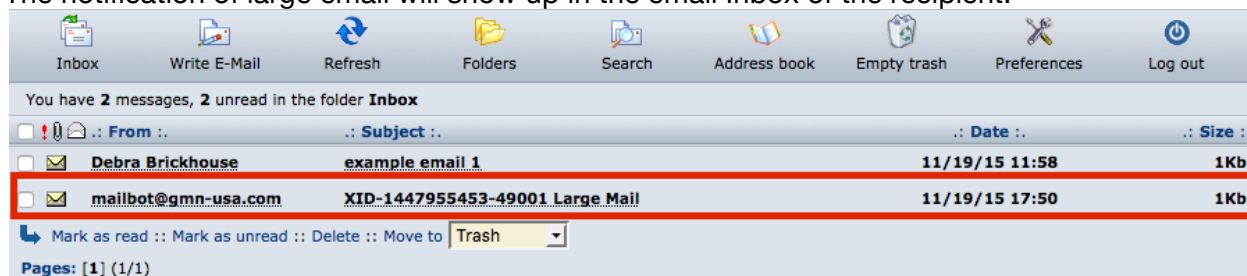 The notification of large email will show up in the email inbox of the recipient.
Inbox Write E-Mail Refresh Folders Search Address book Empty trash Preferences Log out
You have 2 messages, 2 unread in the folder Inbox
.: From :. .: Subject :. .: Date :. .: Size :
Debra Brickhouse example email 1 11/19/15 11:58 1Kb
mailbot@gmn-usa.com XID-1447955453-49001 Large Mail 11/19/15 17:50 1Kb
Mark as read :: Mark as unread :: Delete :: Move to Trash
Pages: [1] (1/1)